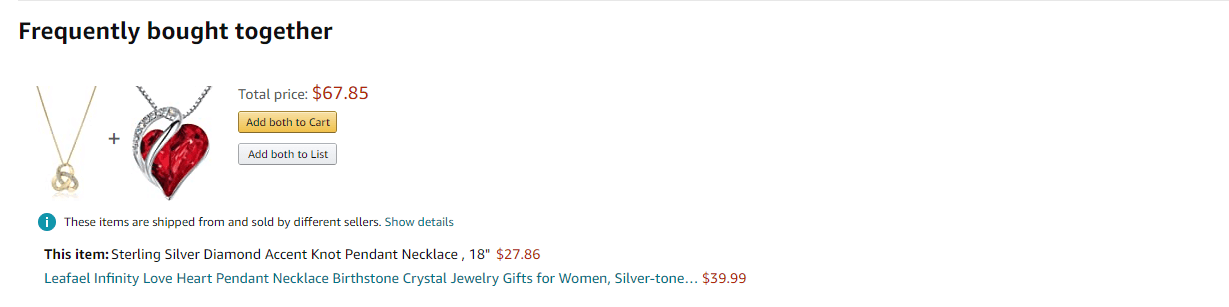 Frequently bought together
+
Total price: $67.85
Add both to Cart
Add both to List
i These items are shipped from and sold by different sellers. Show details
This item: Sterling Silver Diamond Accent Knot Pendant Necklace , 18" $27.86
Leafael Infinity Love Heart Pendant Necklace Birthstone Crystal Jewelry Gifts for Women, Silver-tone... $39.99